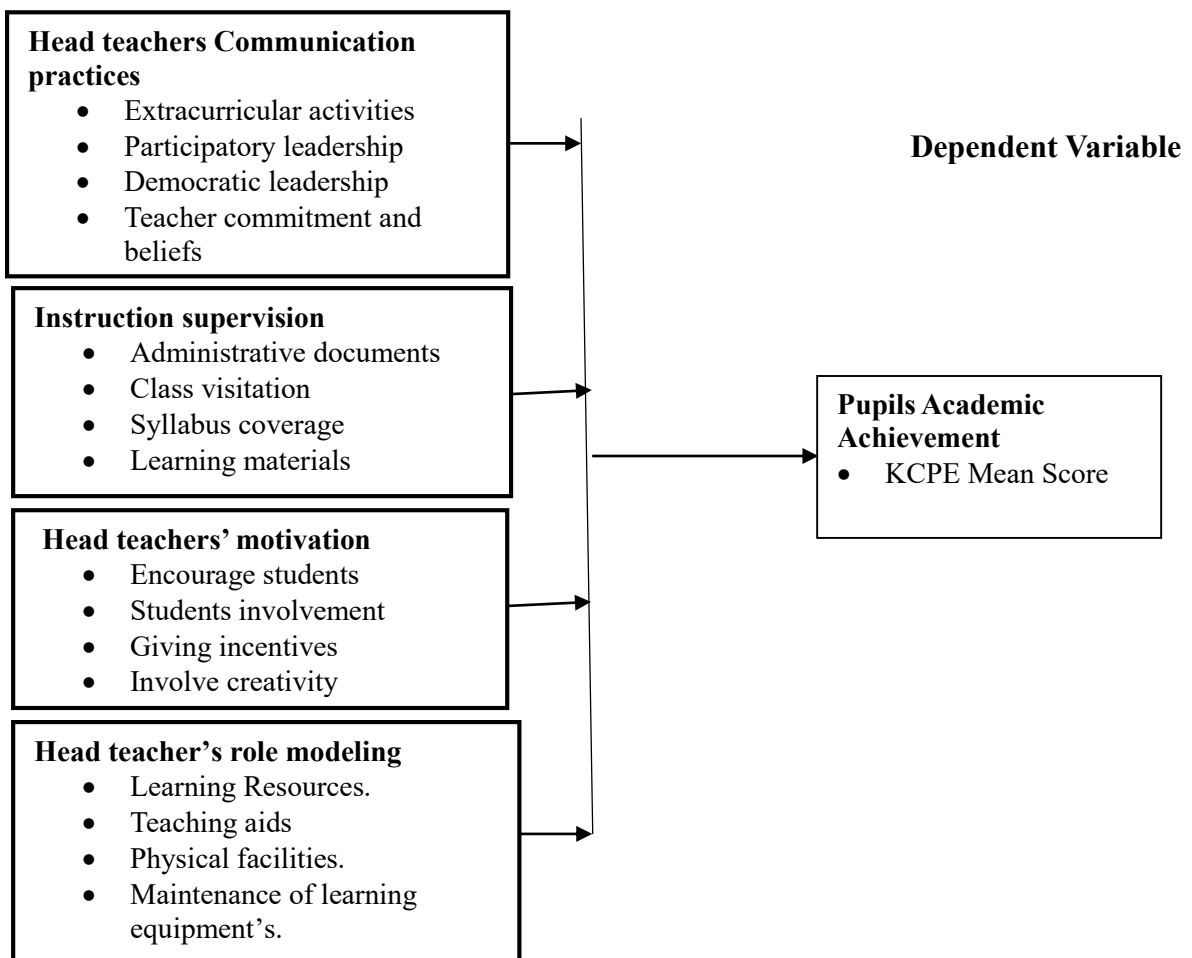 Head teachers Communication
practices
• Extracurricular activities
• Participatory leadership
• Democratic leadership
• Teacher commitment and
beliefs
Dependent Variable
Instruction supervision
• Administrative documents
• Class visitation
• Syllabus coverage
• Learning materials
Pupils Academic
Achievement
• KCPE Mean Score
Head teachers’ motivation
• Encourage students
• Students involvement
• Giving incentives
• Involve creativity
Head teacher’s role modeling
• Learning Resources.
• Teaching aids
• Physical facilities.
• Maintenance of learning
equipment’s.